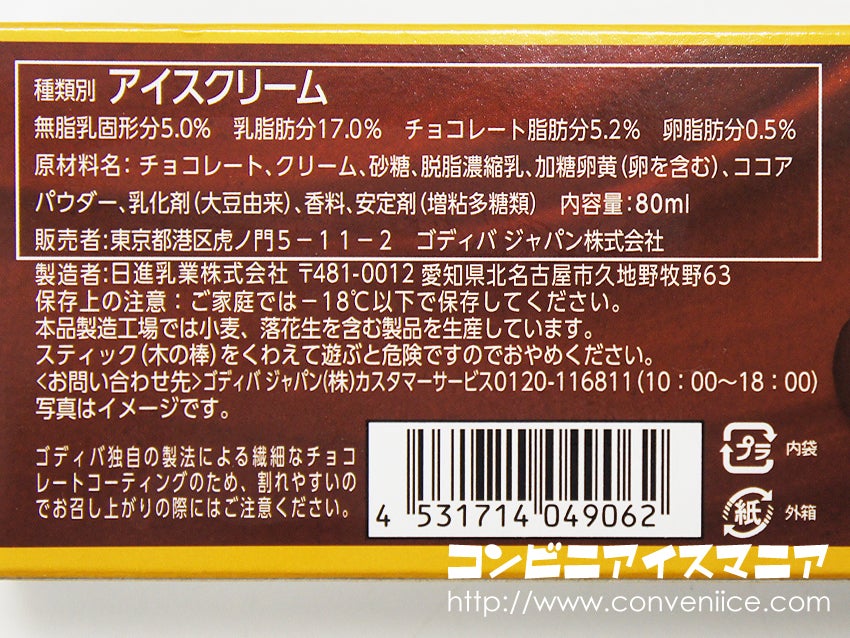 種類別 アイスクリーム
無脂乳固形分5.0% 乳脂肪分17.0% チョコレート脂肪分5.2% 卵脂肪分0.5%
原材料名：チョコレート、クリーム、砂糖、脱脂濃縮乳、加糖卵黄（卵を含む）、ココア
パウダー、乳化剤（大豆由来）、香料、安定剤（増粘多糖類） 内容量：80ml
販売者：東京都港区虎ノ門5－11－2 ゴディバ ジャパン株式会社
製造者：日進乳業株式会社 〒481-0012 愛知県北名古屋市久地野牧野63
保存上の注意：ご家庭では－18℃以下で保存してください。
本品製造工場では小麦、落花生を含む製品を生産しています。
スティック（木の棒）をくわえて遊ぶと危険ですのでおやめください。
<お問い合わせ先>ゴディバ ジャパン（株）カスタマーサービス0120-116811（10：00～18：00）
写真はイメージです。
ゴディバ独自の製法による繊細なチョコ
レートコーティングのため、割れやすいの
でお召し上がりの際にはご注意ください。
4 531714 049062
プラ 内袋
紙 外箱
コンビニアイスマニア
http://www.conveniice.com